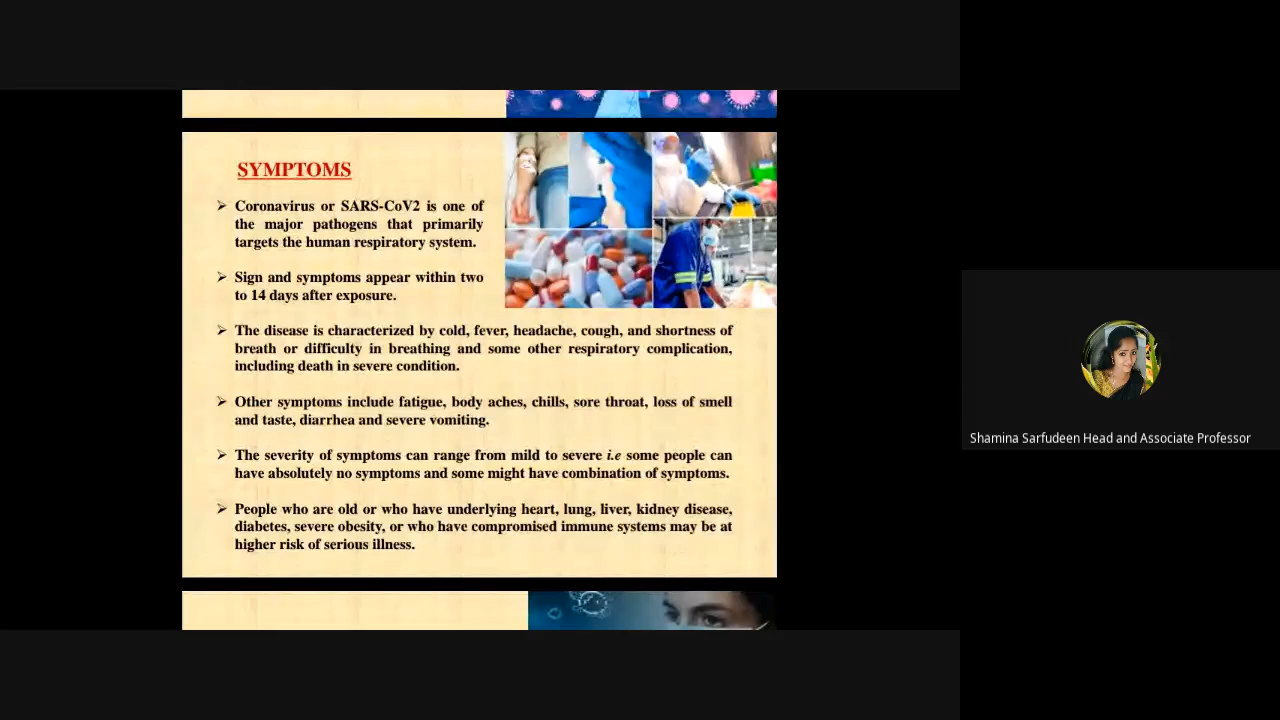 SYMPTOMS
➢ Coronavirus or SARS-CoV2 is one of
the major pathogens that primarily
targets the human respiratory system.
➢ Sign and symptoms appear within two
to 14 days after exposure.
➢ The disease is characterized by cold, fever, headache, cough, and shortness of
breath or difficulty in breathing and some other respiratory complication,
including death in severe condition.
➢ Other symptoms include fatigue, body aches, chills, sore throat, loss of smell
and taste, diarrhea and severe vomiting.
➢ The severity of symptoms can range from mild to severe i.e some people can
have absolutely no symptoms and some might have combination of symptoms.
➢ People who are old or who have underlying heart, lung, liver, kidney disease,
diabetes, severe obesity, or who have compromised immune systems may be at
higher risk of serious illness.
Shamina Sarfudeen Head and Associate Professor